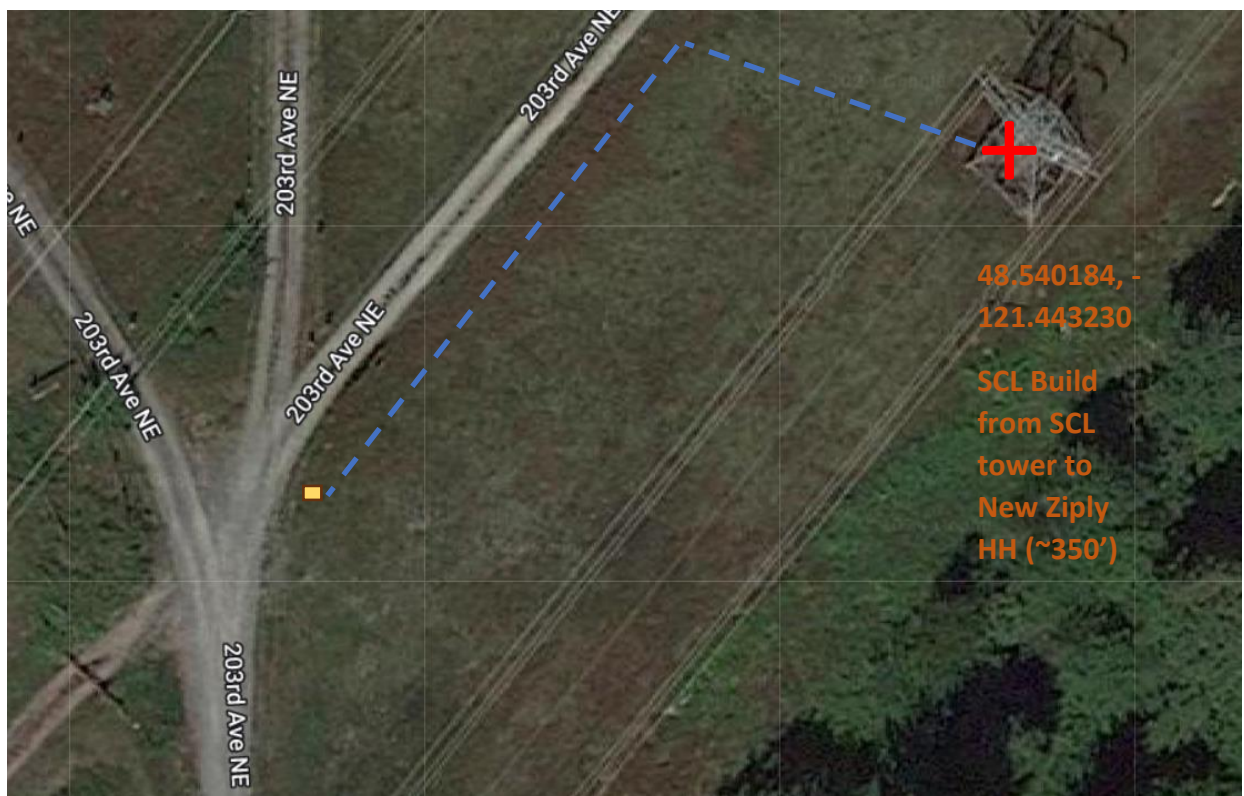 203rd Ave NE
203rd Ave NE
e NE
203rd Ave NE
203rd Ave NE
203rd Ave NE
48.540184, -
121.443230
SCL Build
from SCL
tower to
New Ziply
HH (~350’)